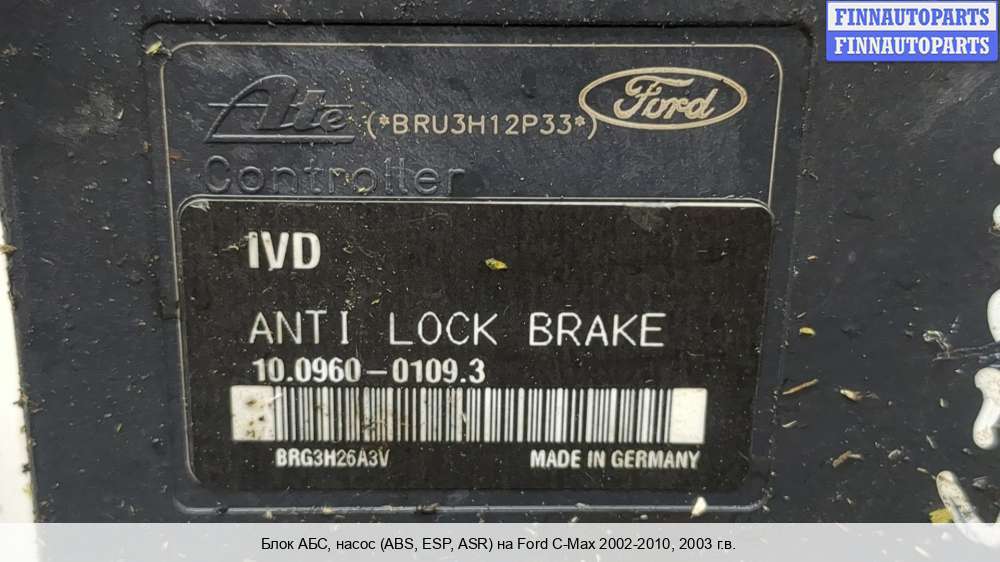 FINNAUTOPARTS
FINNAUTOPARTS
Ate (*BRU3H12P33*) Ford
Controller
IVD
ANTI LOCK BRAKE
10.0960-0109.3
BRG3H26A3V MADE IN GERMANY
Блок АБС, насос (ABS, ESP, ASR) на Ford C-Max 2002-2010, 2003 г.в.